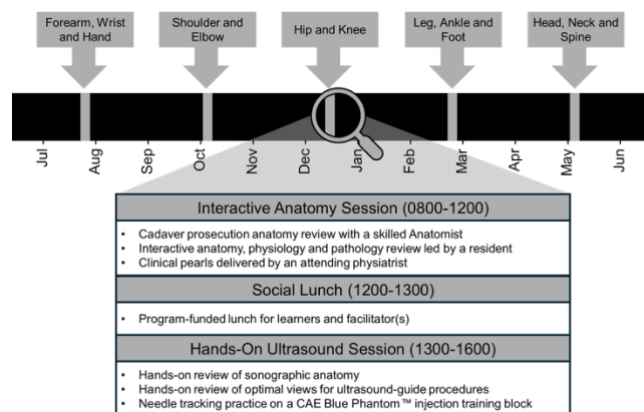 Forearm, Wrist
and Hand
Shoulder and
Elbow
Hip and Knee
Leg, Ankle and
Foot
Head, Neck and
Spine
Jul
Aug
Sep
Oct
Nov
Dec
Jan
Feb
Mar
Apr
May
Jun
Interactive Anatomy Session (0800-1200)
• Cadaver prosecution anatomy review with a skilled Anatomist
• Interactive anatomy, physiology and pathology review led by a resident
• Clinical pearls delivered by an attending physiatrist
Social Lunch (1200-1300)
• Program-funded lunch for learners and facilitator(s)
Hands-On Ultrasound Session (1300-1600)
• Hands-on review of sonographic anatomy
• Hands-on review of optimal views for ultrasound-guide procedures
• Needle tracking practice on a CAE Blue Phantom™ injection training block